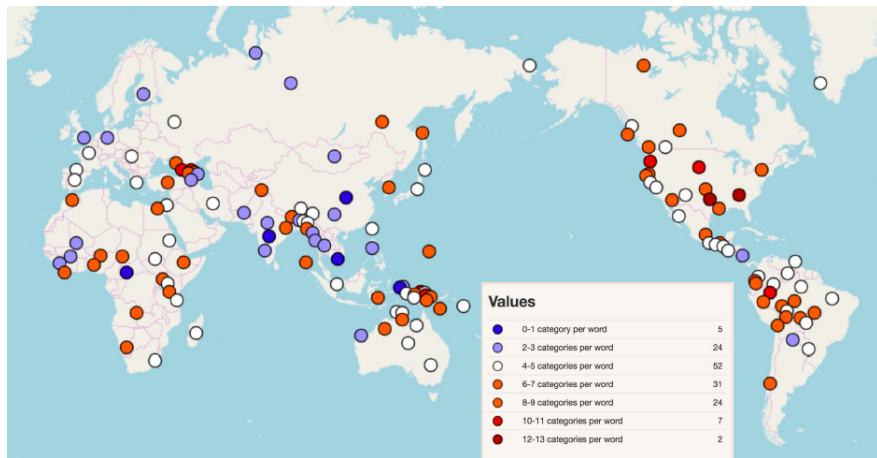 Values
0-1 category per word 5
2-3 categories per word 24
4-5 categories per word 52
6-7 categories per word 31
8-9 categories per word 24
10-11 categories per word 7
12-13 categories per word 2